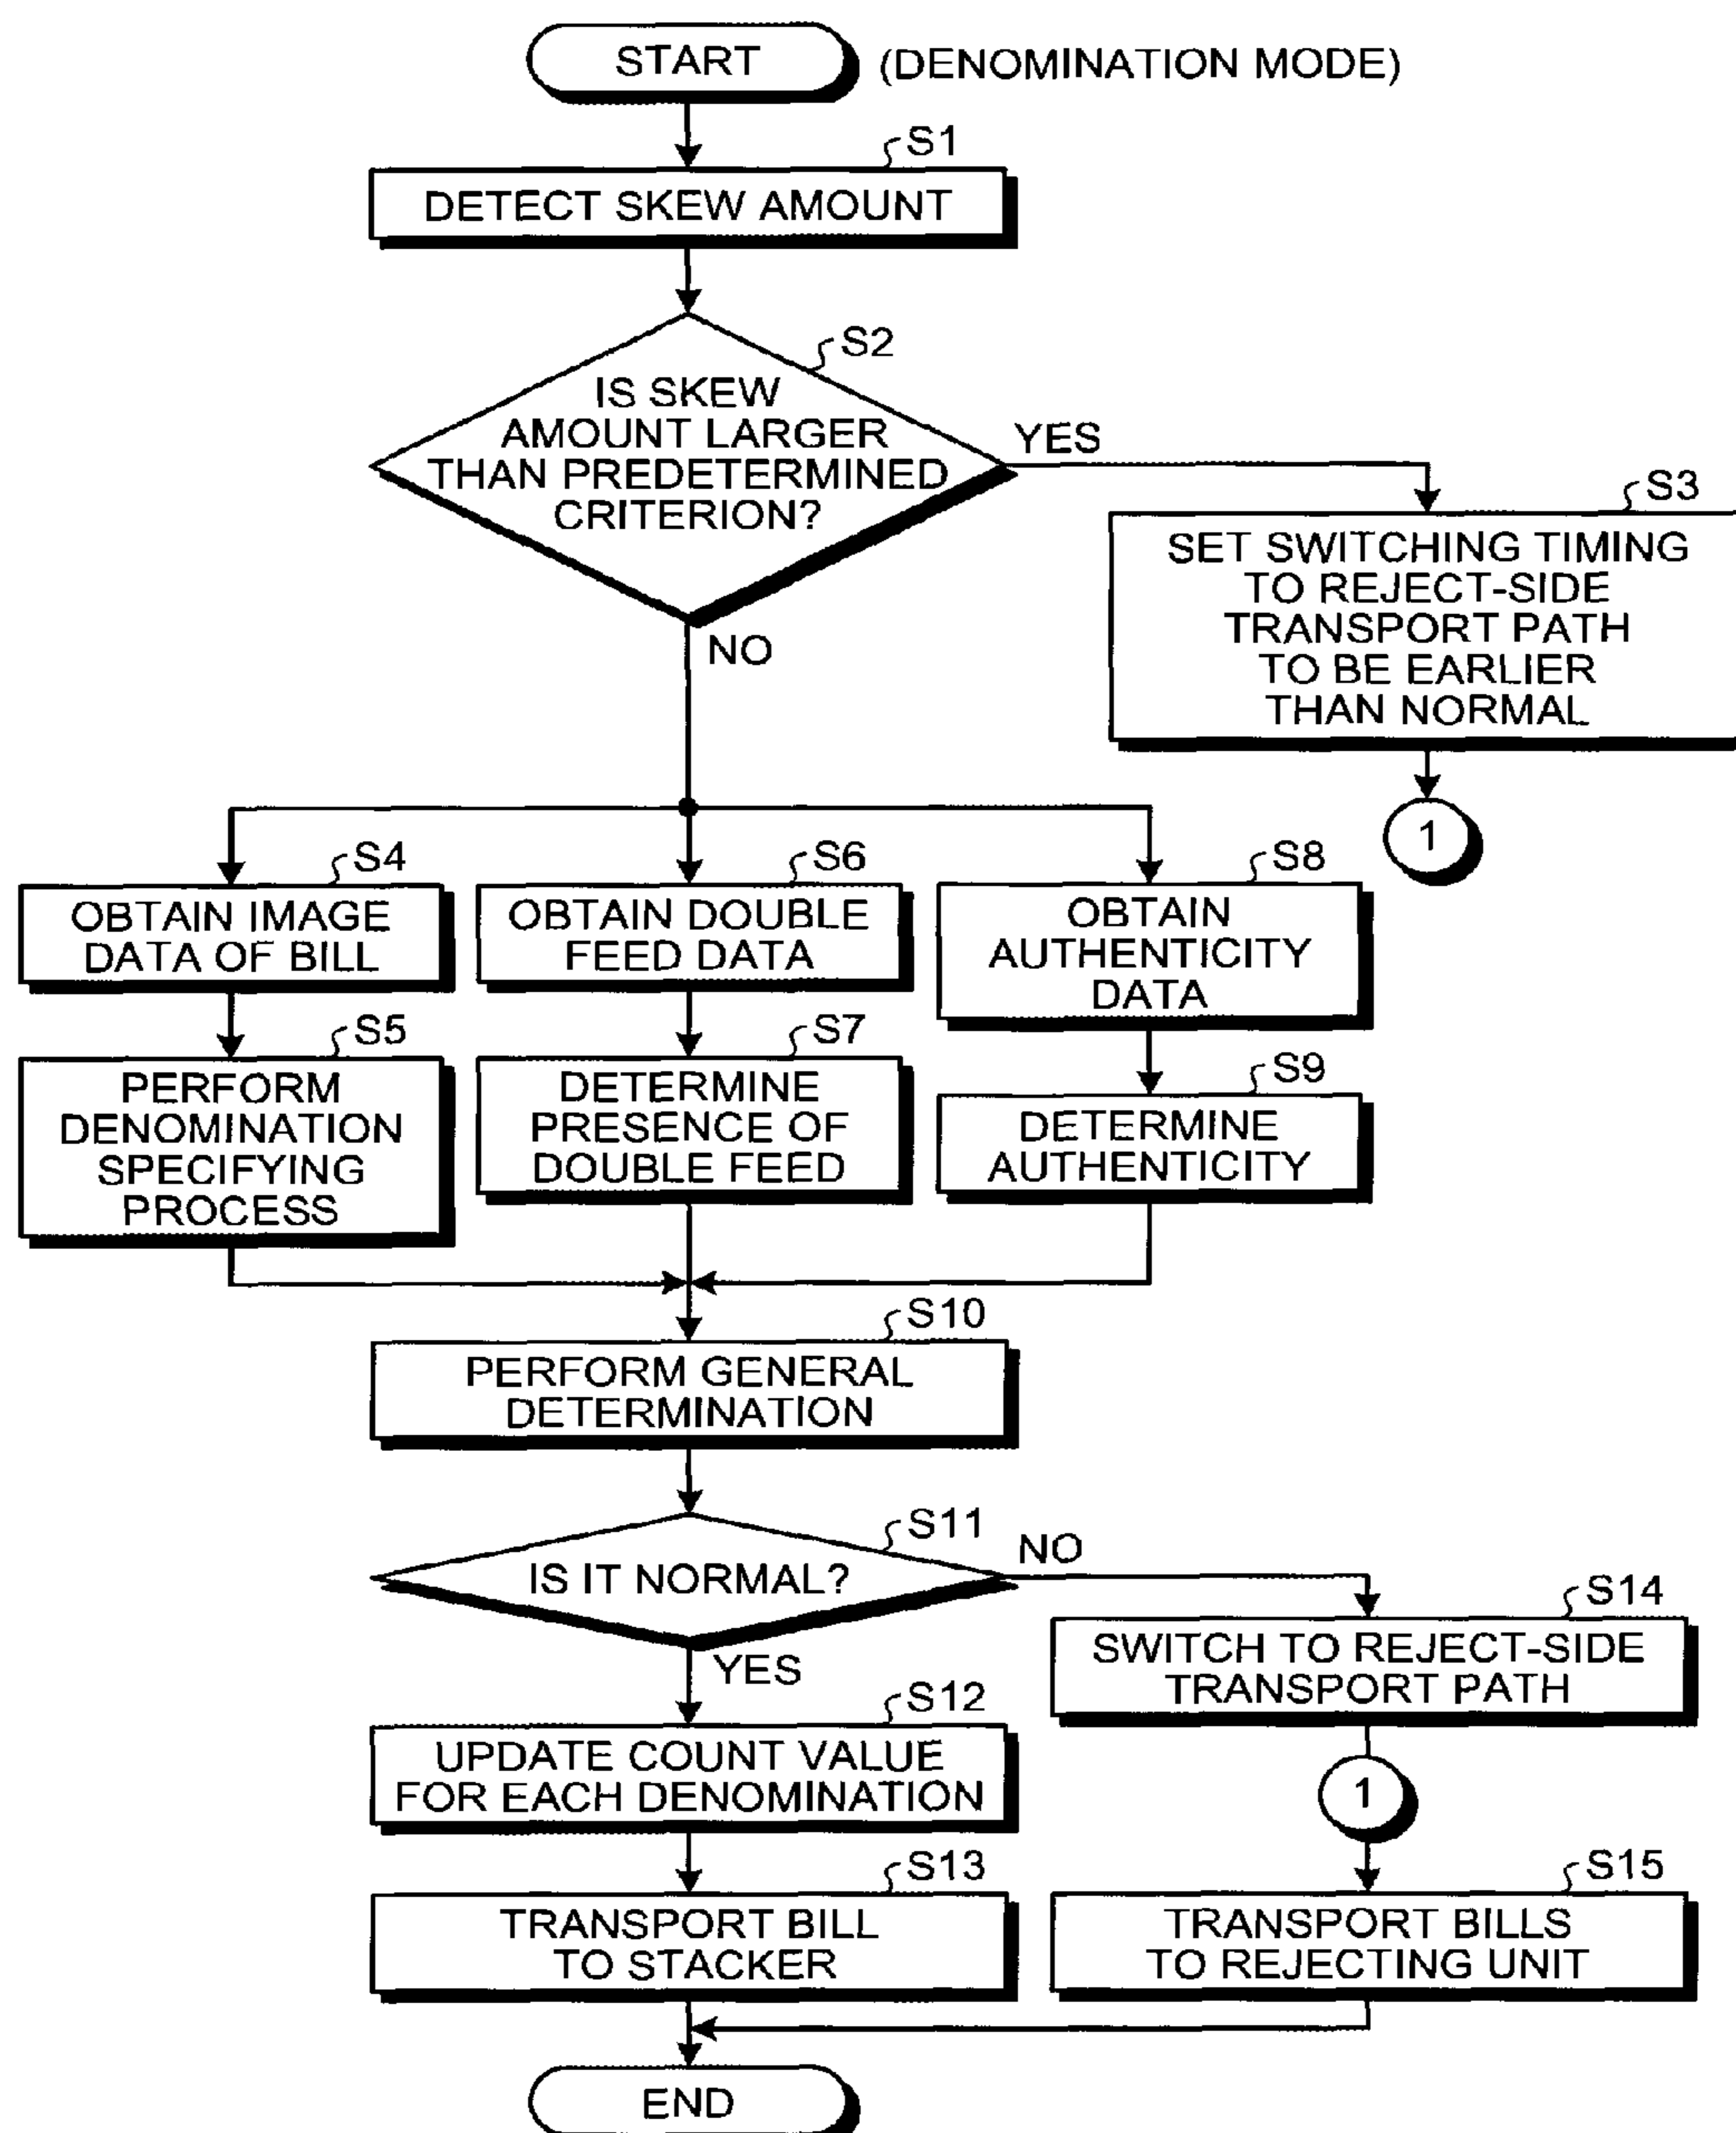 START
(DENOMINATION MODE)
S1
DETECT SKEW AMOUNT
S2
IS SKEW
AMOUNT LARGER
THAN PREDETERMINED
CRITERION?
YES
NO
S3
SET SWITCHING TIMING
TO REJECT-SIDE
TRANSPORT PATH
TO BE EARLIER
THAN NORMAL
1
S4
OBTAIN IMAGE
DATA OF BILL
S5
PERFORM
DENOMINATION
SPECIFYING
PROCESS
S6
OBTAIN DOUBLE
FEED DATA
S7
DETERMINE
PRESENCE OF
DOUBLE FEED
S8
OBTAIN
AUTHENTICITY
DATA
S9
DETERMINE
AUTHENTICITY
S10
PERFORM GENERAL
DETERMINATION
S11
IS IT NORMAL?
NO
YES
S12
UPDATE COUNT VALUE
FOR EACH DENOMINATION
S13
TRANSPORT BILL
TO STACKER
S14
SWITCH TO REJECT-SIDE
TRANSPORT PATH
1
S15
TRANSPORT BILLS
TO REJECTING UNIT
END